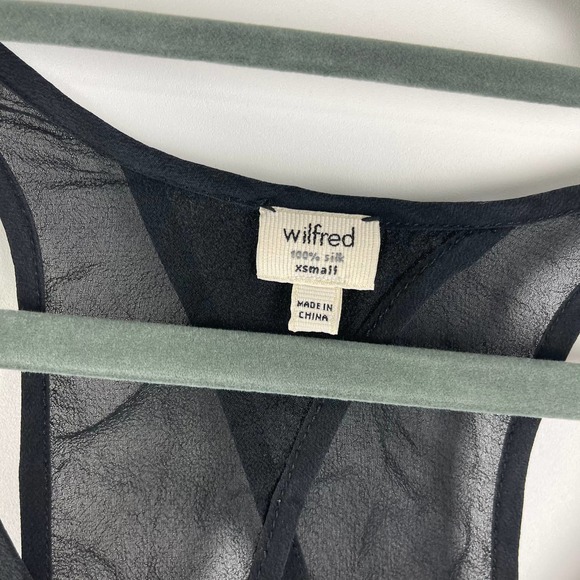 wilfred
100% silk
xsmall
MADE IN
CHINA